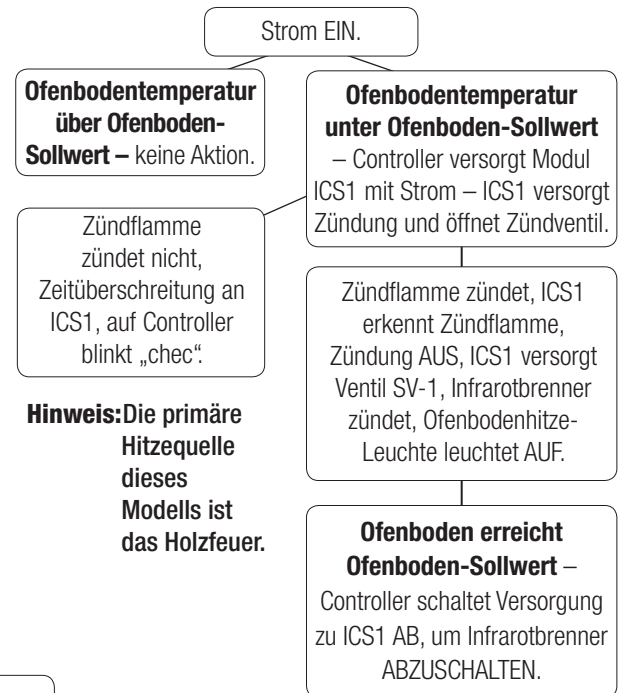 Strom EIN.
Ofenbodentemperatur
über Ofenboden-
Sollwert – keine Aktion.
Ofenbodentemperatur
unter Ofenboden-Sollwert
– Controller versorgt Modul
ICS1 mit Strom – ICS1 versorgt
Zündung und öffnet Zündventil.
Zündflamme
zündet nicht,
Zeitüberschreitung an
ICS1, auf Controller
blinkt „chec“.
Zündflamme zündet, ICS1
erkennt Zündflamme,
Zündung AUS, ICS1 versorgt
Ventil SV-1, Infrarotbrenner
zündet, Ofenbodenhitze-
Leuchte leuchtet AUF.
Hinweis:Die primäre
Hitzequelle
dieses
Modells ist
das Holzfeuer.
Ofenboden erreicht
Ofenboden-Sollwert –
Controller schaltet Versorgung
zu ICS1 AB, um Infrarotbrenner
ABZUSCHALTEN.